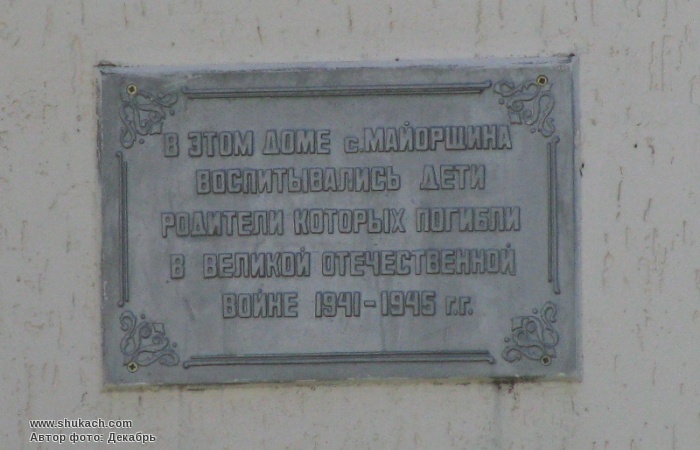 В ЭТОМ ДОМЕ с.МАЙОРЩИНА
ВОСПИТЫВАЛИСЬ ДЕТИ
РОДИТЕЛИ КОТОРЫХ ПОГИБЛИ
В ВЕЛИКОЙ ОТЕЧЕСТВЕННОЙ
ВОЙНЕ 1941-1945 г.г.
www.shukach.com
Автор фото: Декабрь